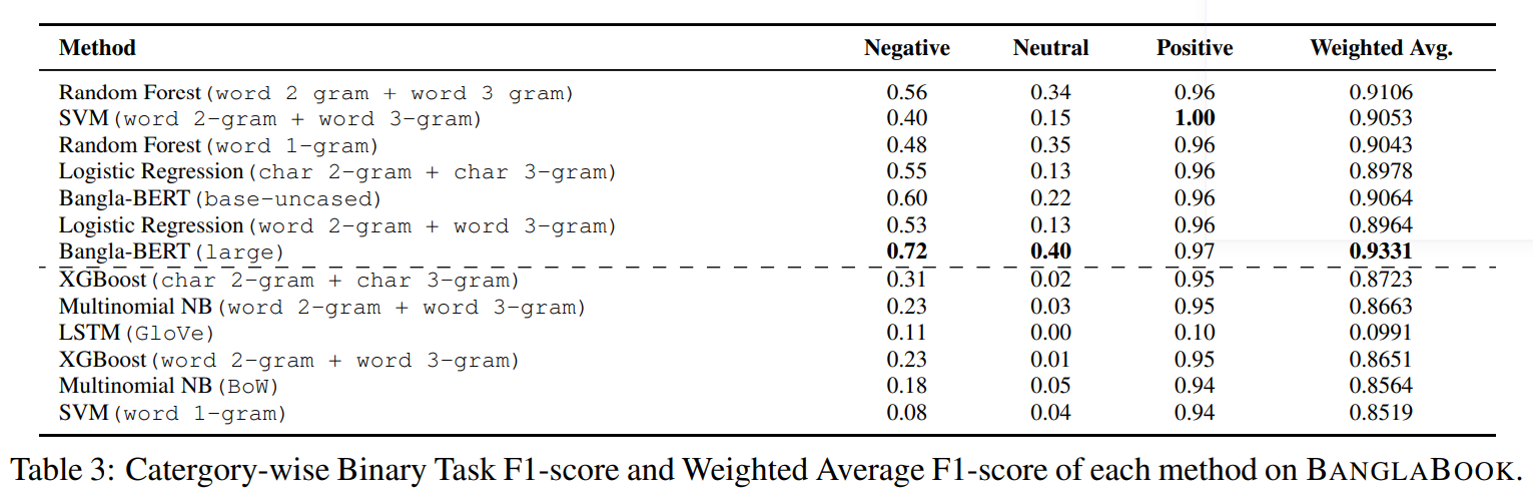 Method Negative Neutral Positive Weighted Avg.
Random Forest (word 2 gram + word 3 gram) 0.56 0.34 0.96 0.9106
SVM (word 2-gram + word 3-gram) 0.40 0.15 1.00 0.9053
Random Forest (word 1-gram) 0.48 0.35 0.96 0.9043
Logistic Regression (char 2-gram + char 3-gram) 0.55 0.13 0.96 0.8978
Bangla-BERT (base-uncased) 0.60 0.22 0.96 0.9064
Logistic Regression (word 2-gram + word 3-gram) 0.53 0.13 0.96 0.8964
Bangla-BERT (large) 0.72 0.40 0.97 0.9331
XGBoost (char 2-gram + char 3-gram) 0.31 0.02 0.95 0.8723
Multinomial NB (word 2-gram + word 3-gram) 0.23 0.03 0.95 0.8663
LSTM (GloVe) 0.11 0.00 0.10 0.0991
XGBoost (word 2-gram + word 3-gram) 0.23 0.01 0.95 0.8651
Multinomial NB (BoW) 0.18 0.05 0.94 0.8564
SVM (word 1-gram) 0.08 0.04 0.94 0.8519
Table 3: Catergory-wise Binary Task F1-score and Weighted Average F1-score of each method on BANGLABOOK.